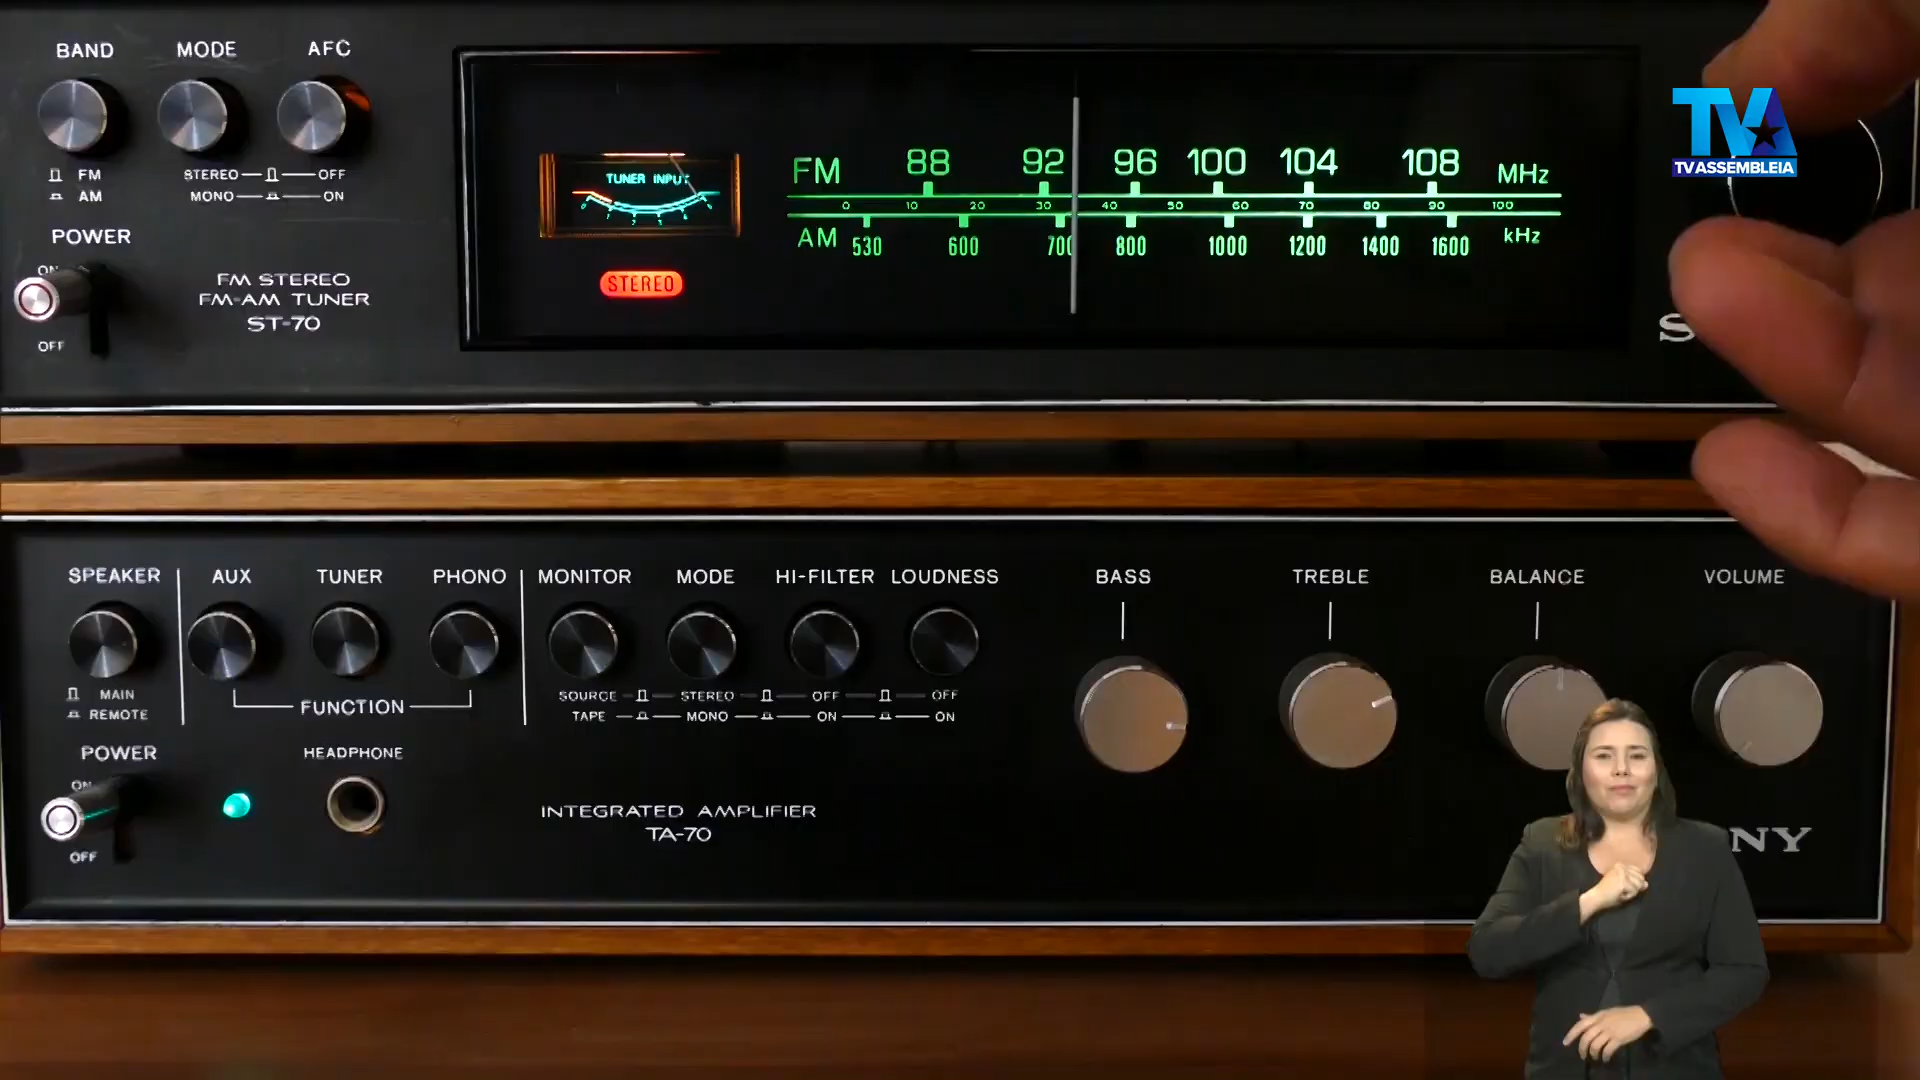 BAND MODE AFC
FM STEREO OFF
AM MONO ON
POWER
ON
OFF
FM STEREO
FM-AM TUNER
ST-70
TUNER INPUT
STEREO
FM 88 92 96 100 104 108 MHz
0 10 20 30 40 50 60 70 80 90 100
AM 530 600 700 800 1000 1200 1400 1600 kHz
TVA
TV ASSEMBLEIA
SPEAKER AUX TUNER PHONO MONITOR MODE HI-FILTER LOUDNESS BASS TREBLE BALANCE VOLUME
MAIN
REMOTE
FUNCTION
SOURCE STEREO OFF OFF
TAPE MONO ON ON
POWER
ON
OFF
HEADPHONE
INTEGRATED AMPLIFIER
TA-70